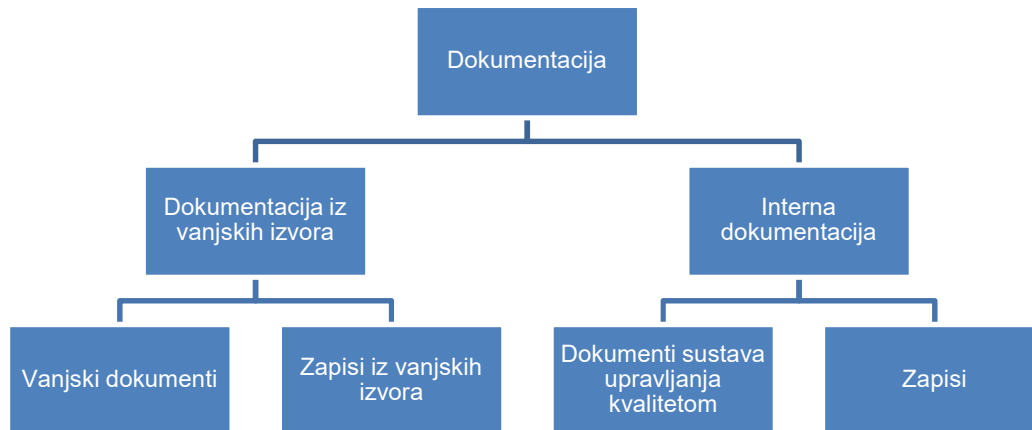 Dokumentacija
Dokumentacija iz
vanjskih izvora
Interna
dokumentacija
Vanjski dokumenti
Zapisi iz vanjskih
izvora
Dokumenti sustava
upravljanja
kvalitetom
Zapisi